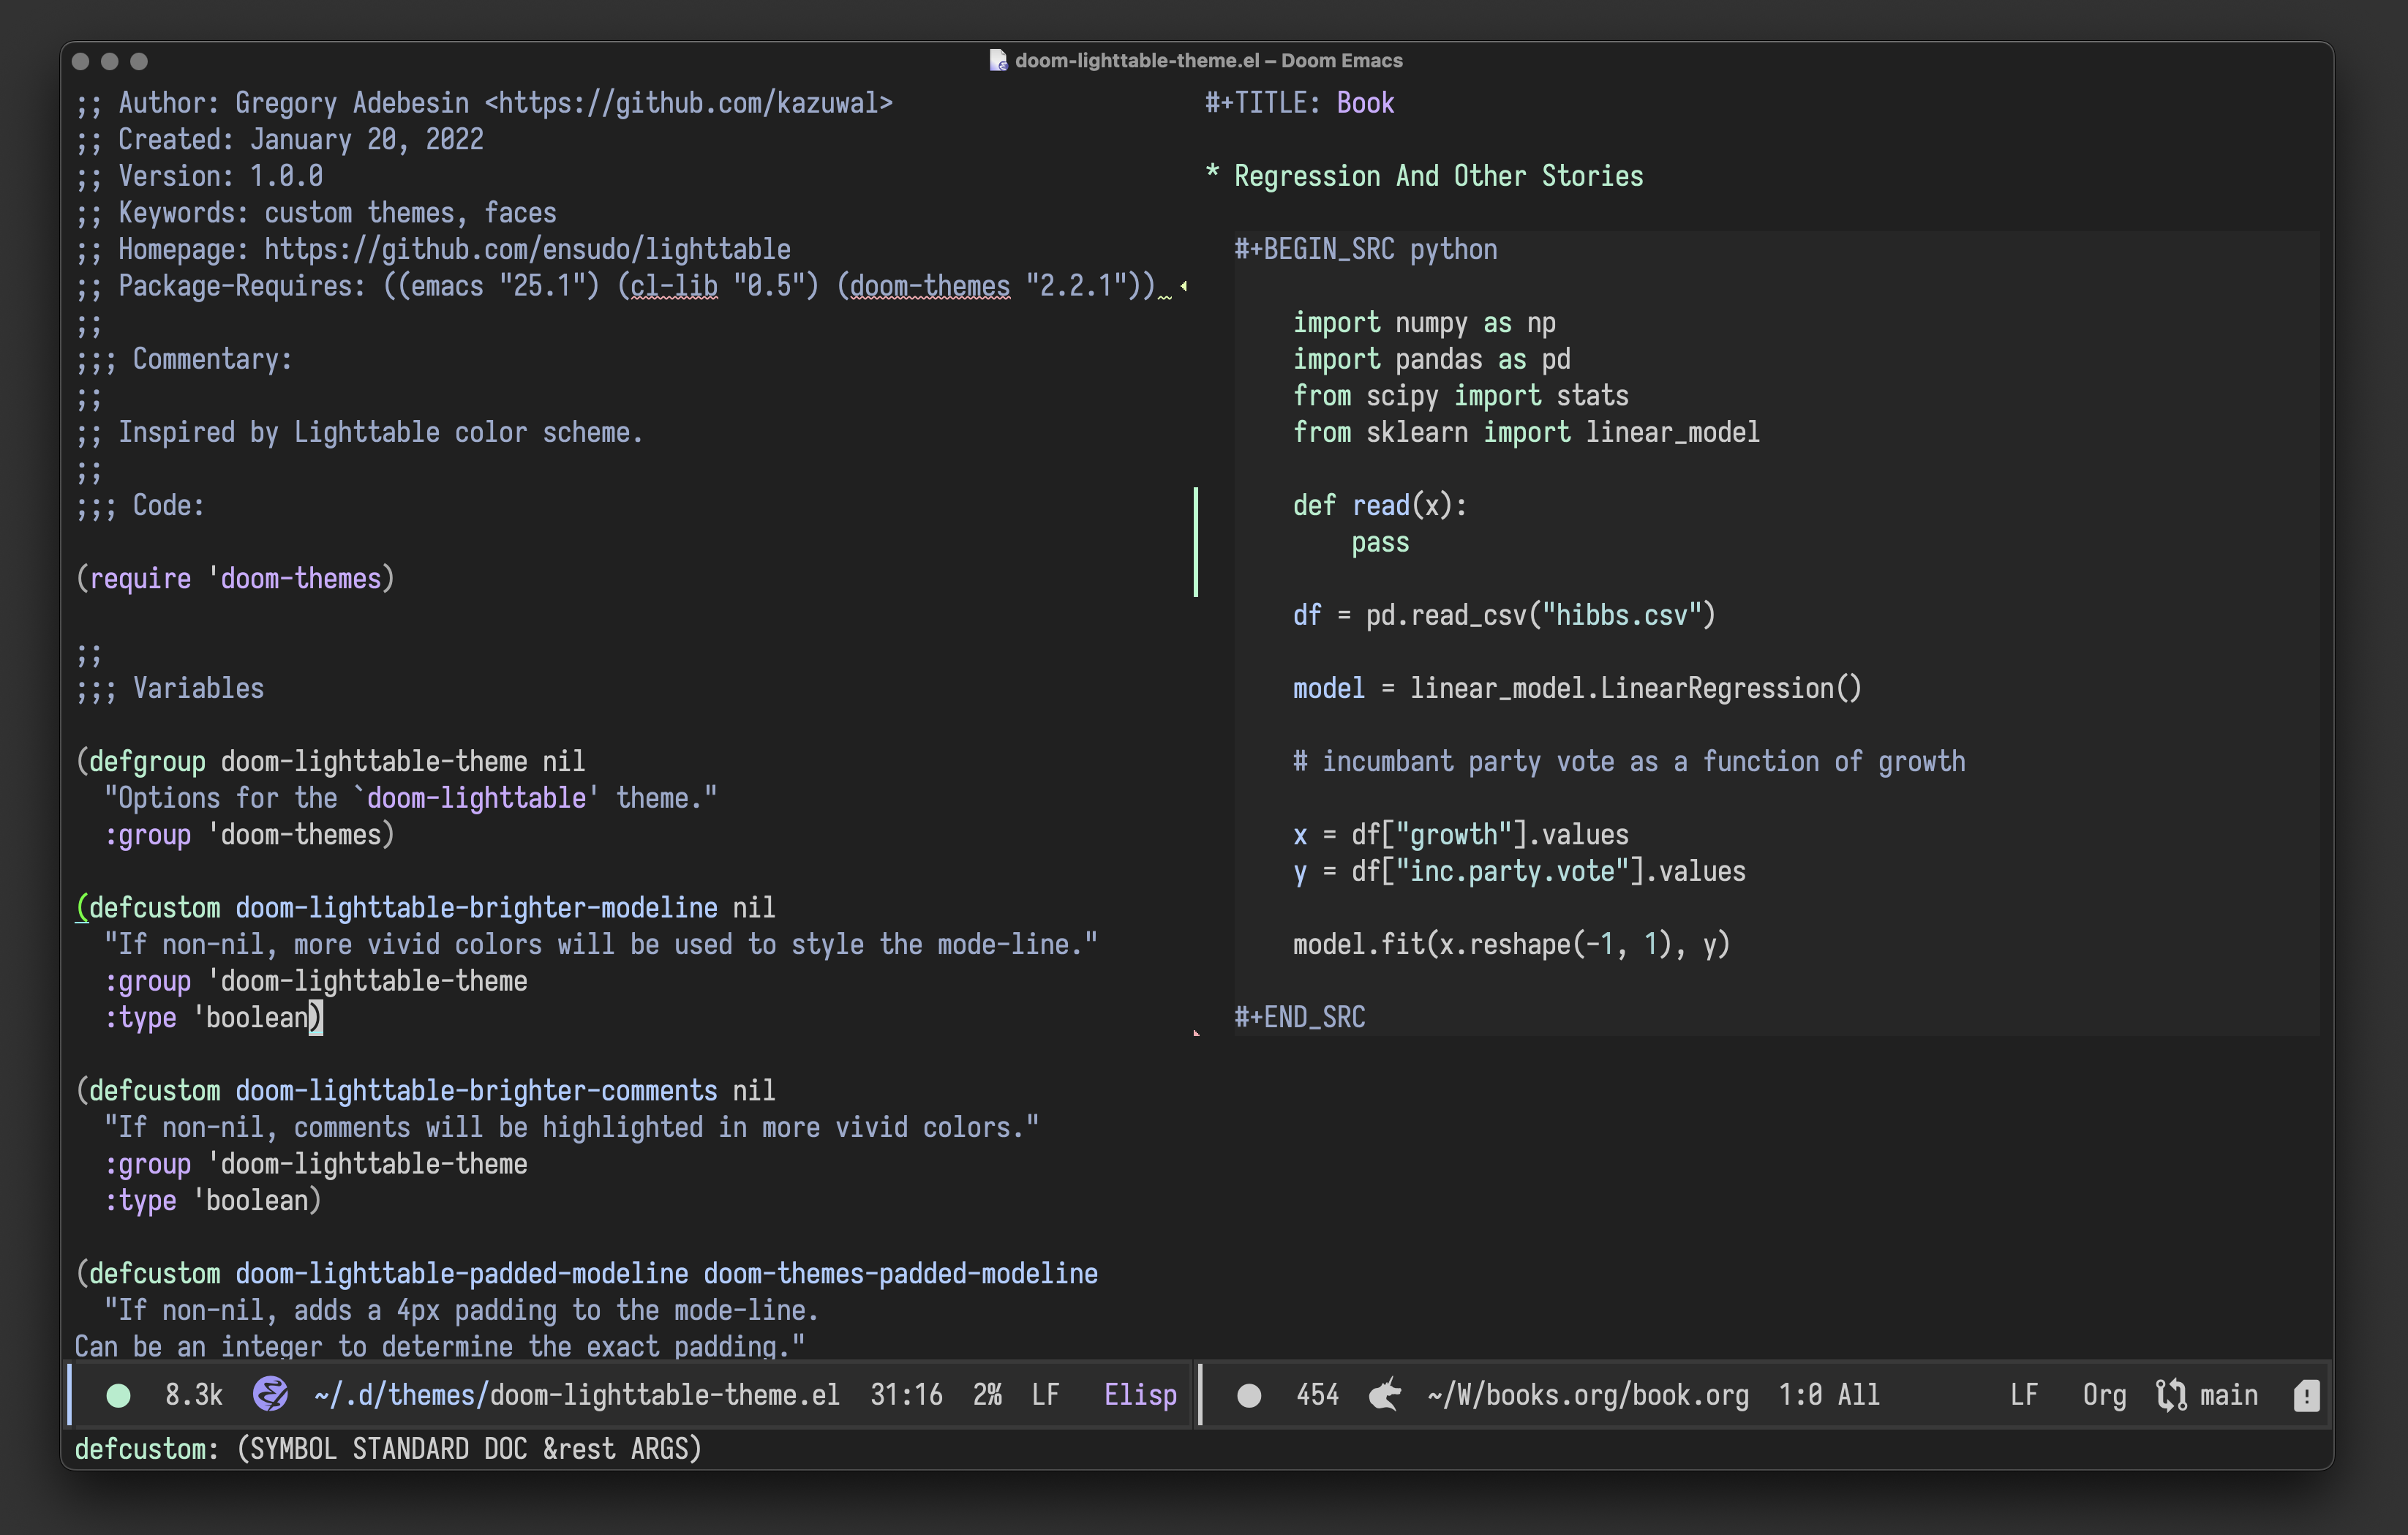 doom-lighttable-theme.el – Doom Emacs
;; Author: Gregory Adebesin <https://github.com/kazuwal>
;; Created: January 20, 2022
;; Version: 1.0.0
;; Keywords: custom themes, faces
;; Homepage: https://github.com/ensudo/lighttable
;; Package-Requires: ((emacs "25.1") (cl-lib "0.5") (doom-themes "2.2.1"))
;;
;;; Commentary:
;;
;; Inspired by Lighttable color scheme.
;;
;;; Code:
(require 'doom-themes)
;;
;;; Variables
(defgroup doom-lighttable-theme nil
  "Options for the `doom-lighttable' theme."
  :group 'doom-themes)
(defcustom doom-lighttable-brighter-modeline nil
  "If non-nil, more vivid colors will be used to style the mode-line."
  :group 'doom-lighttable-theme
  :type 'boolean)
(defcustom doom-lighttable-brighter-comments nil
  "If non-nil, comments will be highlighted in more vivid colors."
  :group 'doom-lighttable-theme
  :type 'boolean)
(defcustom doom-lighttable-padded-modeline doom-themes-padded-modeline
  "If non-nil, adds a 4px padding to the mode-line.
Can be an integer to determine the exact padding."
8.3k ~/.d/themes/doom-lighttable-theme.el 31:16 2% LF Elisp
#+TITLE: Book
* Regression And Other Stories
#+BEGIN_SRC python
import numpy as np
import pandas as pd
from scipy import stats
from sklearn import linear_model
def read(x):
    pass
df = pd.read_csv("hibbs.csv")
model = linear_model.LinearRegression()
# incumbant party vote as a function of growth
x = df["growth"].values
y = df["inc.party.vote"].values
model.fit(x.reshape(-1, 1), y)
#+END_SRC
454 ~/W/books.org/book.org 1:0 All LF Org main
defcustom: (SYMBOL STANDARD DOC &rest ARGS)